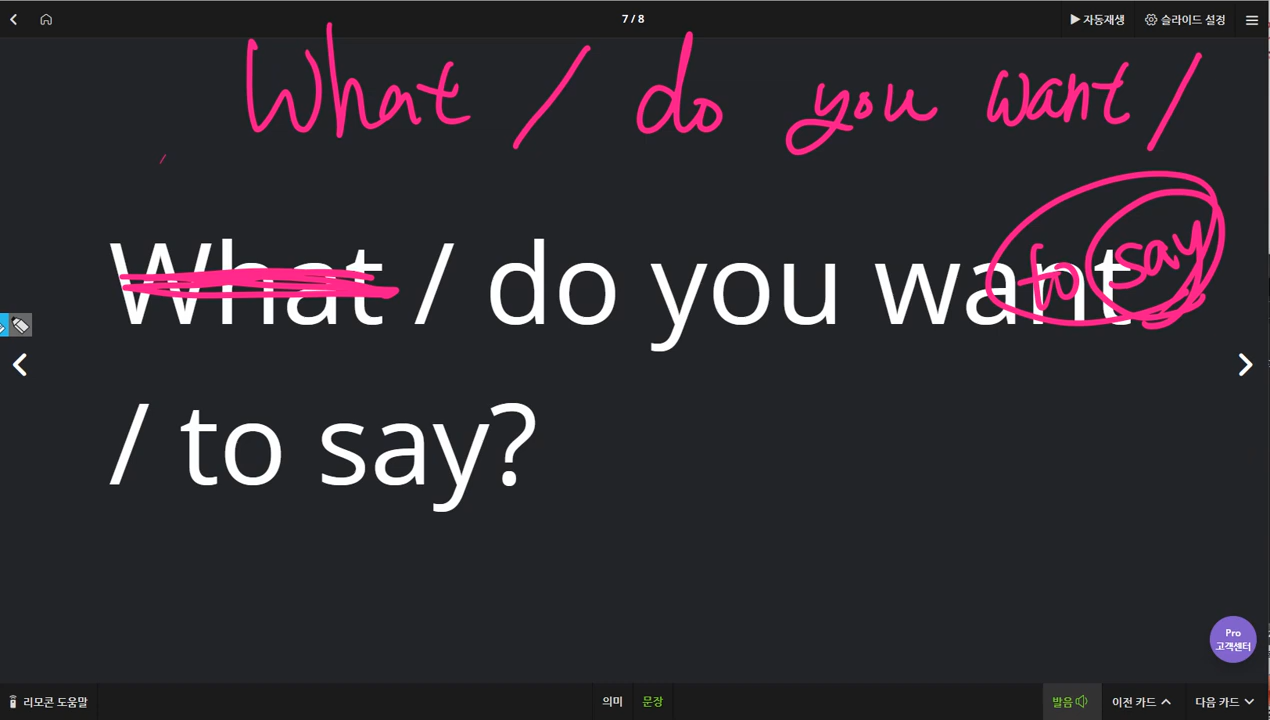 7 / 8
▶ 자동재생
슬라이드 설정
What / do you want /
to say
What / do you want
/ to say?
Pro
고객센터
리모콘 도움말
의미
문장
발음
이전 카드
다음 카드